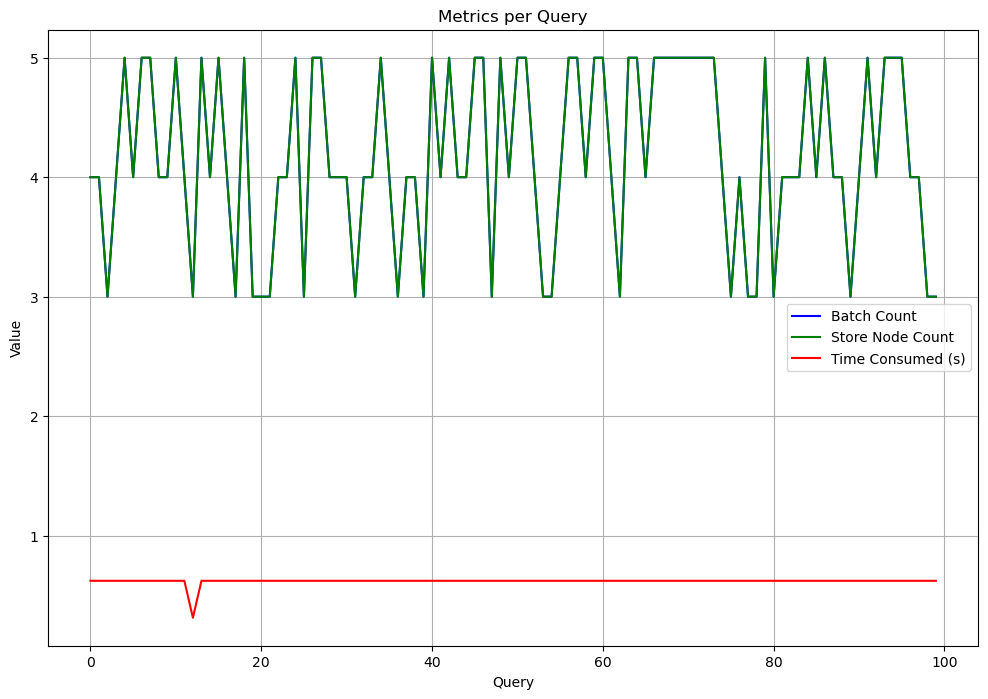 Metrics per Query
5
4
3
2
1
Value
Batch Count
Store Node Count
Time Consumed (s)
0 20 40 60 80 100
Query